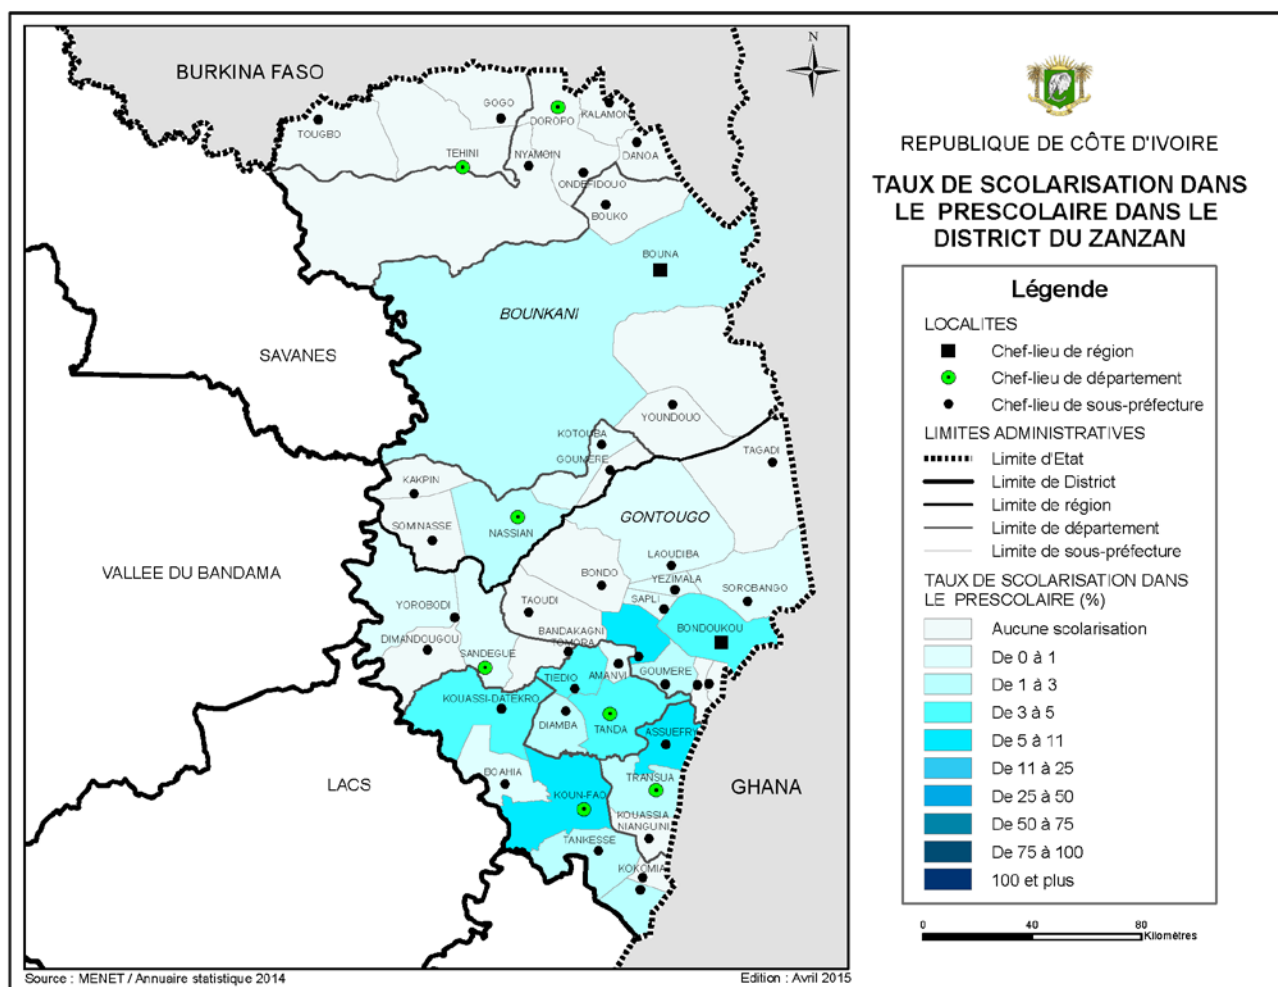 BURKINA FASO
N
GOGO
TOUGBO
DOROPO
KALAMON
TEHINI
NYAMOIN
DANOA
ONDEFIDOUO
BOUKO
BOUNA
BOUNKANI
SAVANES
YOUNDOUO
KOTOUBA
GOUMERE
TAGADI
KAKPIN
NASSIAN
SOMINASSE
GONTOUGO
LAOUDIBA
VALLEE DU BANDAMA
BONDO
YEZIMALA
SOROBANGO
SAPLI
YOROBODI
TAOUDI
BONDOUKOU
DIMANDOUGOU
BANDAKAGNI
TOMORA
SANDEGUE
TIEDIO
AMANVI
GOUMERE
KOUASSI-DATEKRO
DIAMBA
TANDA
ASSUEFRY
BOAHIA
TRANSUA
LACS
KOUN-FAO
GHANA
KOUASSIA
NIANGUINI
TANKESSE
KOKOMIA
Source : MENET / Annuaire statistique 2014
Edition : Avril 2015
REPUBLIQUE DE CÔTE D'IVOIRE
TAUX DE SCOLARISATION DANS
LE PRESCOLAIRE DANS LE
DISTRICT DU ZANZAN
Légende
LOCALITES
Chef-lieu de région
Chef-lieu de département
Chef-lieu de sous-préfecture
LIMITES ADMINISTRATIVES
Limite d'Etat
Limite de District
Limite de région
Limite de département
Limite de sous-préfecture
TAUX DE SCOLARISATION DANS
LE PRESCOLAIRE (%)
Aucune scolarisation
De 0 à 1
De 1 à 3
De 3 à 5
De 5 à 11
De 11 à 25
De 25 à 50
De 50 à 75
De 75 à 100
100 et plus
0 40 80
Kilomètres